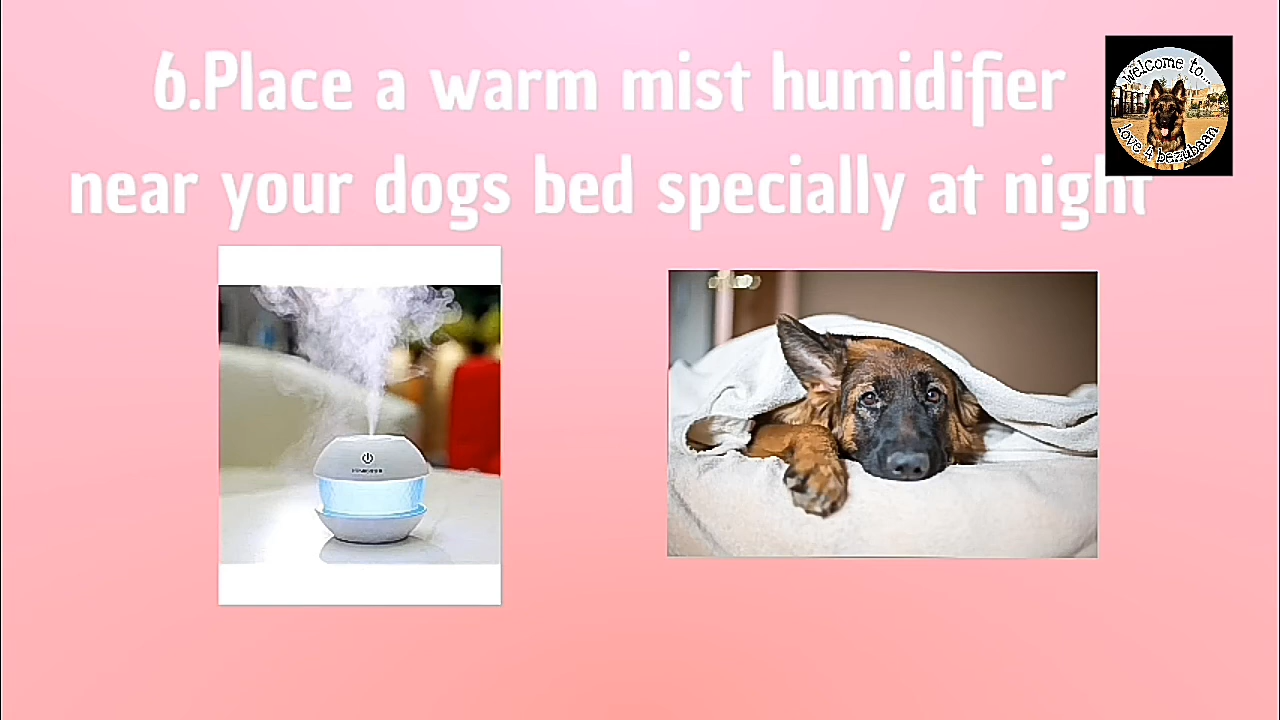 6.Place a warm mist humidifier
near your dogs bed specially at night
welcome to...
love 4 bezubaan